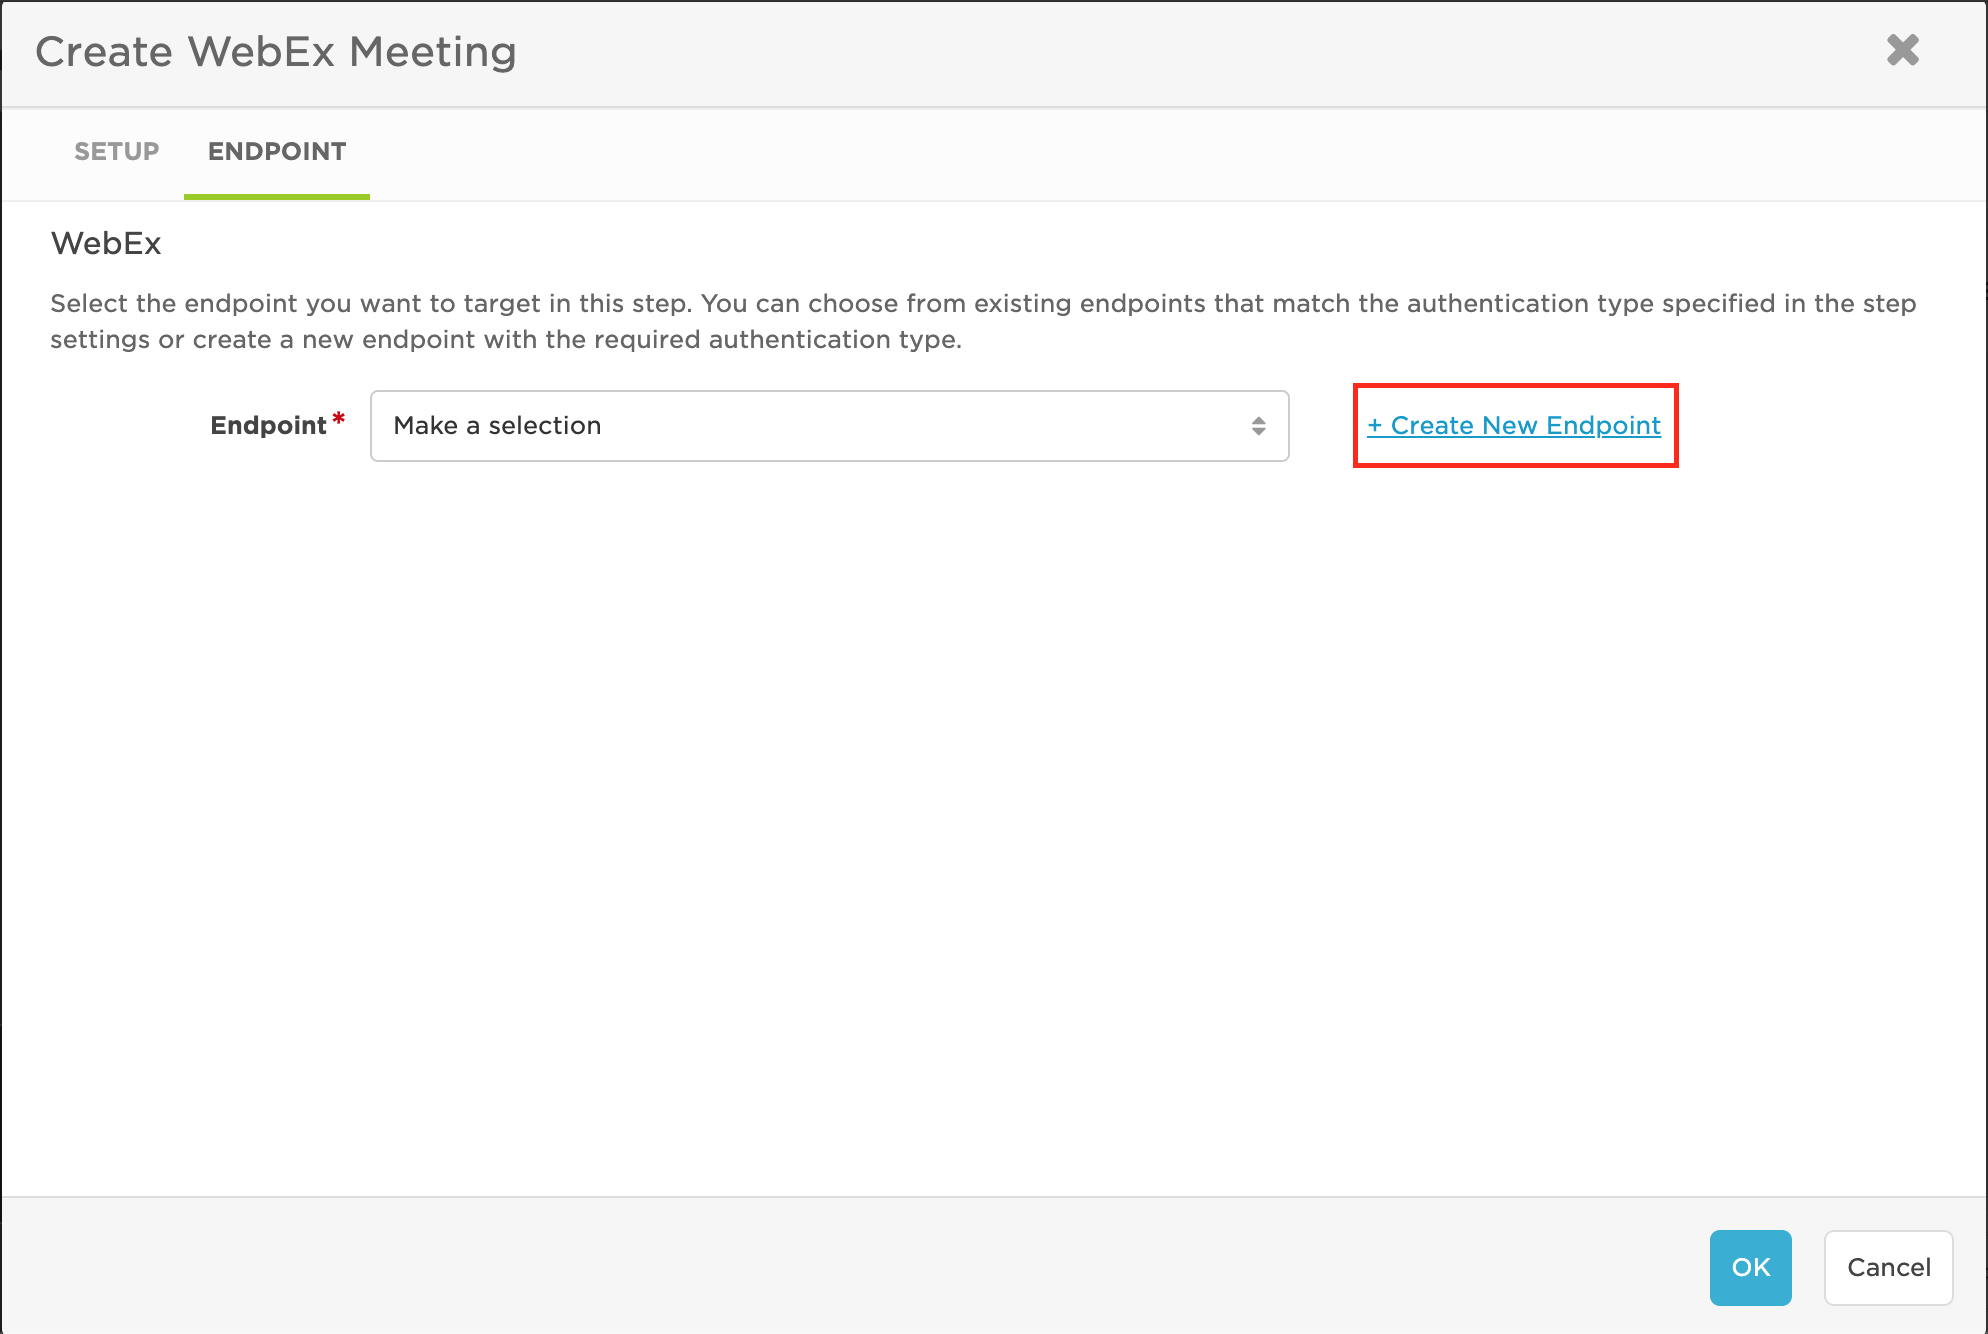 Create WebEx Meeting
SETUP ENDPOINT
WebEx
Select the endpoint you want to target in this step. You can choose from existing endpoints that match the authentication type specified in the step
settings or create a new endpoint with the required authentication type.
Endpoint* Make a selection + Create New Endpoint
OK Cancel